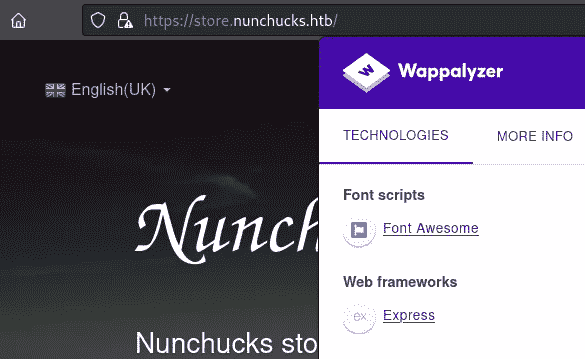 https://store.nunchucks.htb/
Wappalyzer
English(UK)
TECHNOLOGIES
MORE INFO
Font scripts
Font Awesome
Nunch
Web frameworks
ex
Express
Nunchucks sto